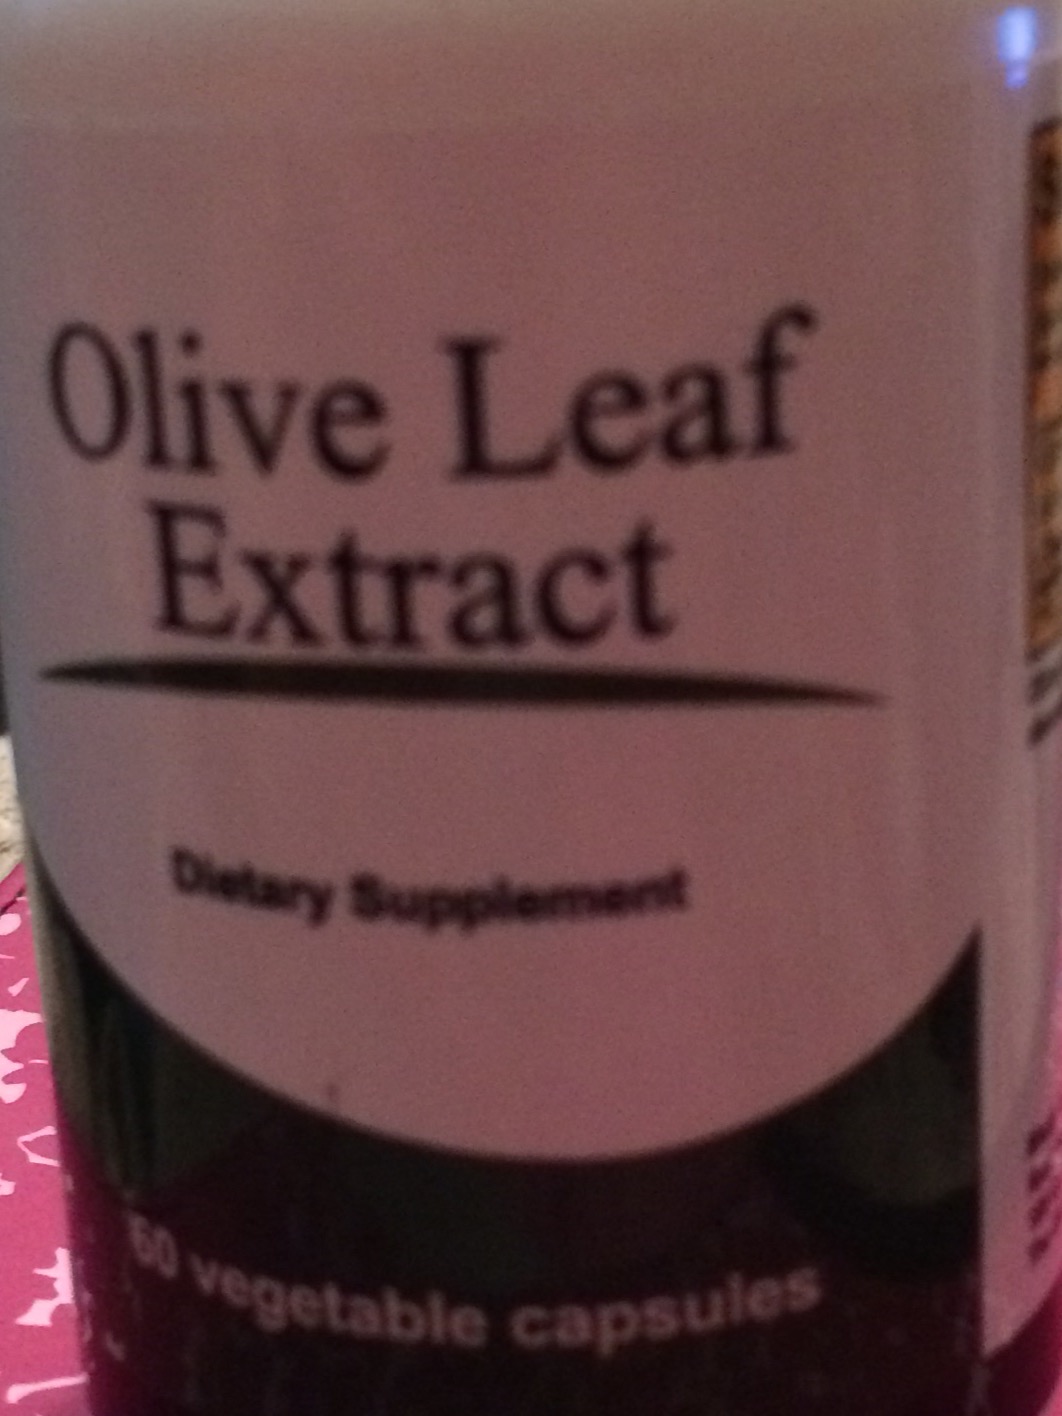 Olive Leaf
Extract
Dietary Supplement
60 vegetable capsules